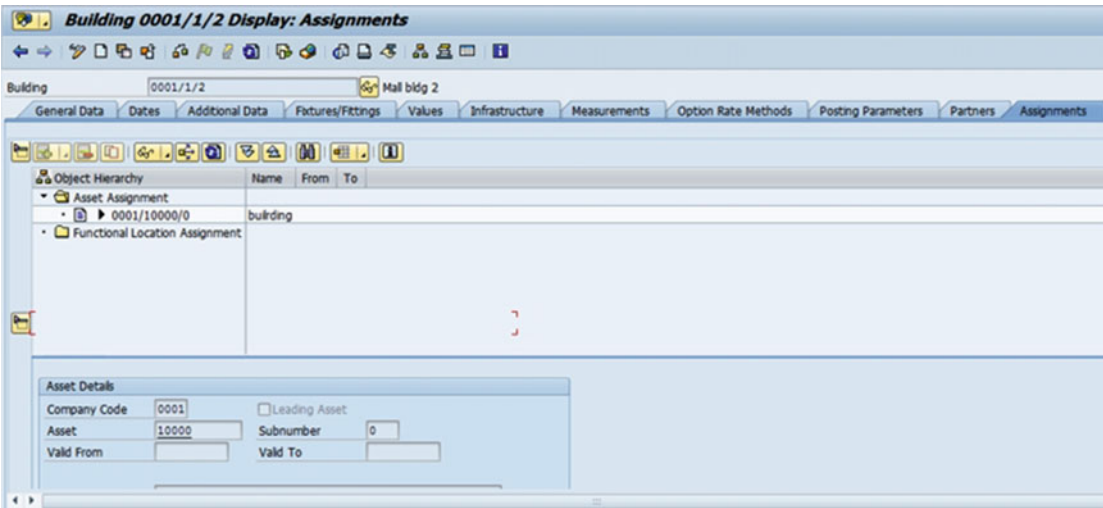 Building 0001/1/2 Display: Assignments
Building 0001/1/2 Mall bldg 2
General Data Dates Additional Data Fixtures/Fittings Values Infrastructure Measurements Option Rate Methods Posting Parameters Partners Assignments
Object Hierarchy Name From To
Asset Assignment
0001/10000/0 building
Functional Location Assignment
Asset Details
Company Code 0001 Leading Asset
Asset 10000 Subnumber 0
Valid From Valid To